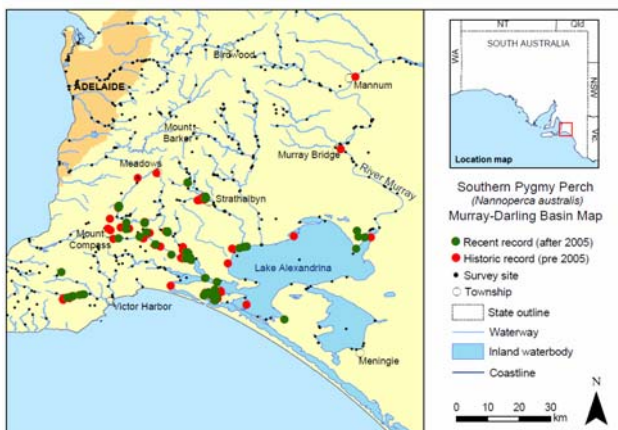 Birdwood
ADELAIDE
Mannum
Mount
Barker
Murray Bridge
Meadows
River Murray
Strathalbyn
Mount
Compass
Lake Alexandrina
Victor Harbor
Meningie
NT
Qld
SOUTH AUSTRALIA
WA
NSW
Vic
Location map
Southern Pygmy Perch
(Nannoperca australis)
Murray-Darling Basin Map
Recent record (after 2005)
Historic record (pre 2005)
Survey site
Township
State outline
Waterway
Inland waterbody
Coastline
N
0 10 20 30
km